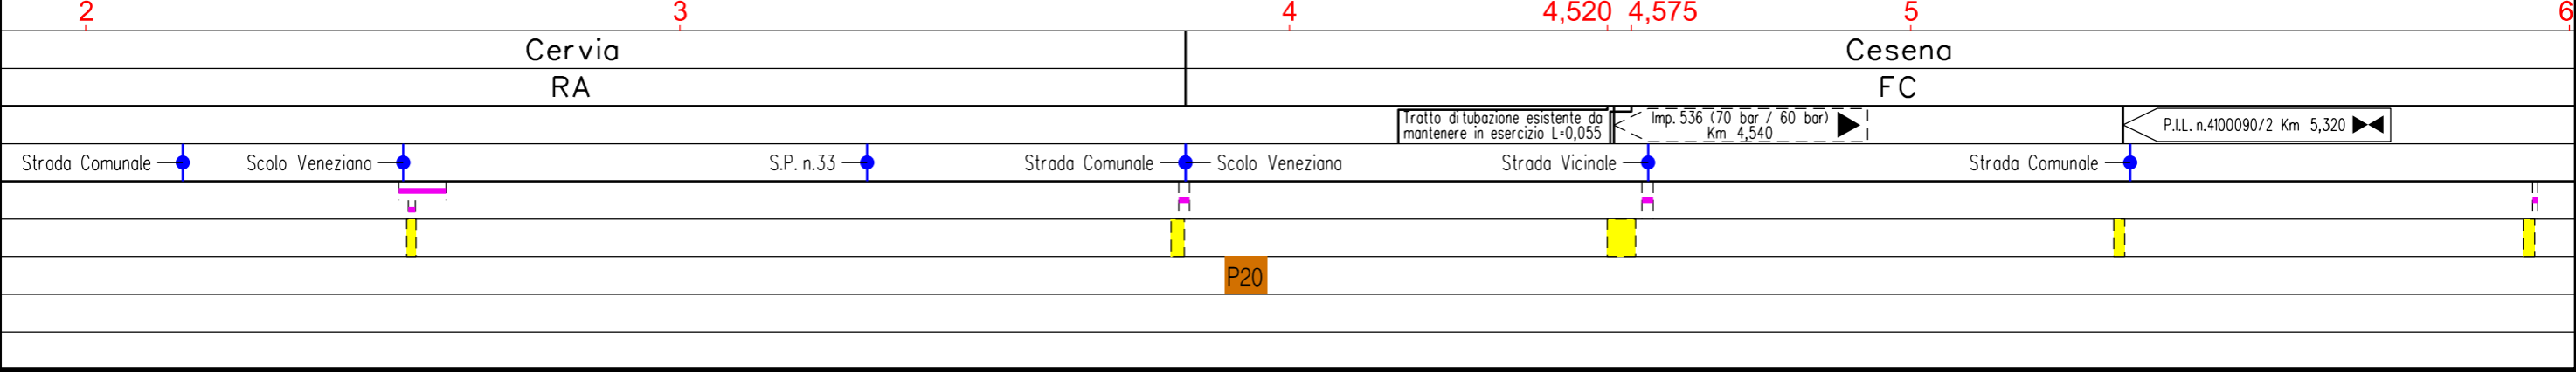 2 3 4 4,520 4,575 5 6
Cervia Cesena
RA FC
Tratto di tubazione esistente da
mantenere in esercizio L=0,055
Imp. 536 (70 bar / 60 bar)
Km 4,540
P.I.L. n.4100090/2 Km 5,320
Strada Comunale Scolo Veneziana S.P. n.33 Strada Comunale Scolo Veneziana Strada Vicinale Strada Comunale
P20